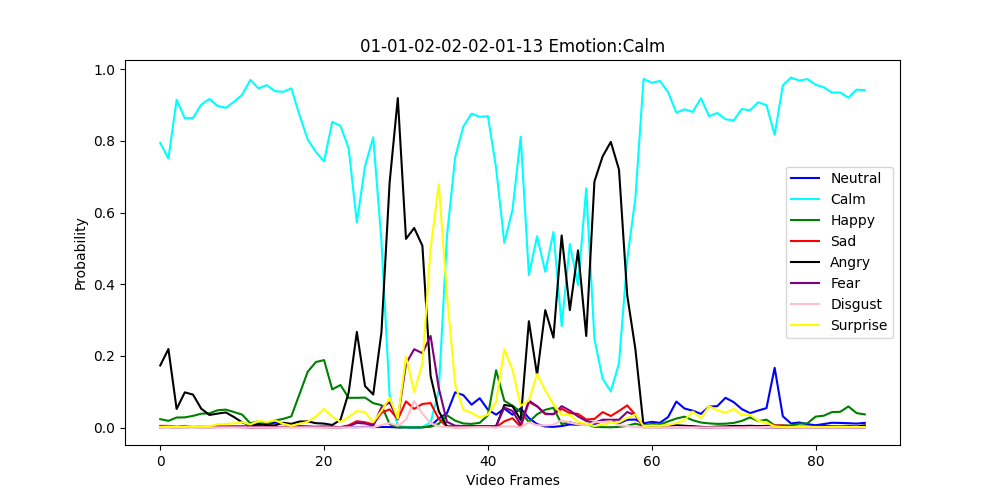 01-01-02-02-02-01-13 Emotion:Calm
1.0
0.8
0.6
0.4
0.2
0.0
Probability
0
20
40
60
80
Video Frames
Neutral
Calm
Happy
Sad
Angry
Fear
Disgust
Surprise